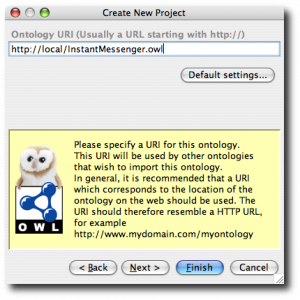 Create New Project
Ontology URI (Usually a URL starting with http://)
http://local/InstantMessenger.owl
Default settings...
Please specify a URI for this ontology.
This URI will be used by other ontologies
that wish to import this ontology.
In general, it is recommended that a URI
which corresponds to the location of the
ontology on the web should be used. The
URI should therefore resemble a HTTP URL,
for example
http://www.mydomain.com/myontology
OWL
< Back Next > Finish Cancel